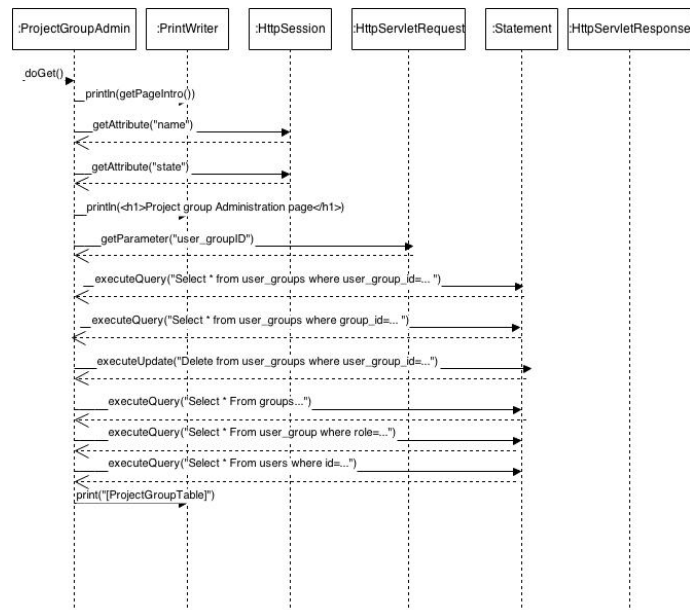 :ProjectGroupAdmin :PrintWriter :HttpSession :HttpServletRequest :Statement :HttpServletResponse
doGet()
println(getPageIntro())
getAttribute("name")
getAttribute("state")
println(<h1>Project group Administration page</h1>)
getParameter("user_groupID")
executeQuery("Select * from user_groups where user_group_id=... ")
executeQuery("Select * from user_groups where group_id=... ")
executeUpdate("Delete from user_groups where user_group_id=...")
executeQuery("Select * From groups...")
executeQuery("Select * From user_group where role=...")
executeQuery("Select * From users where id=...")
print("[ProjectGroupTable]")